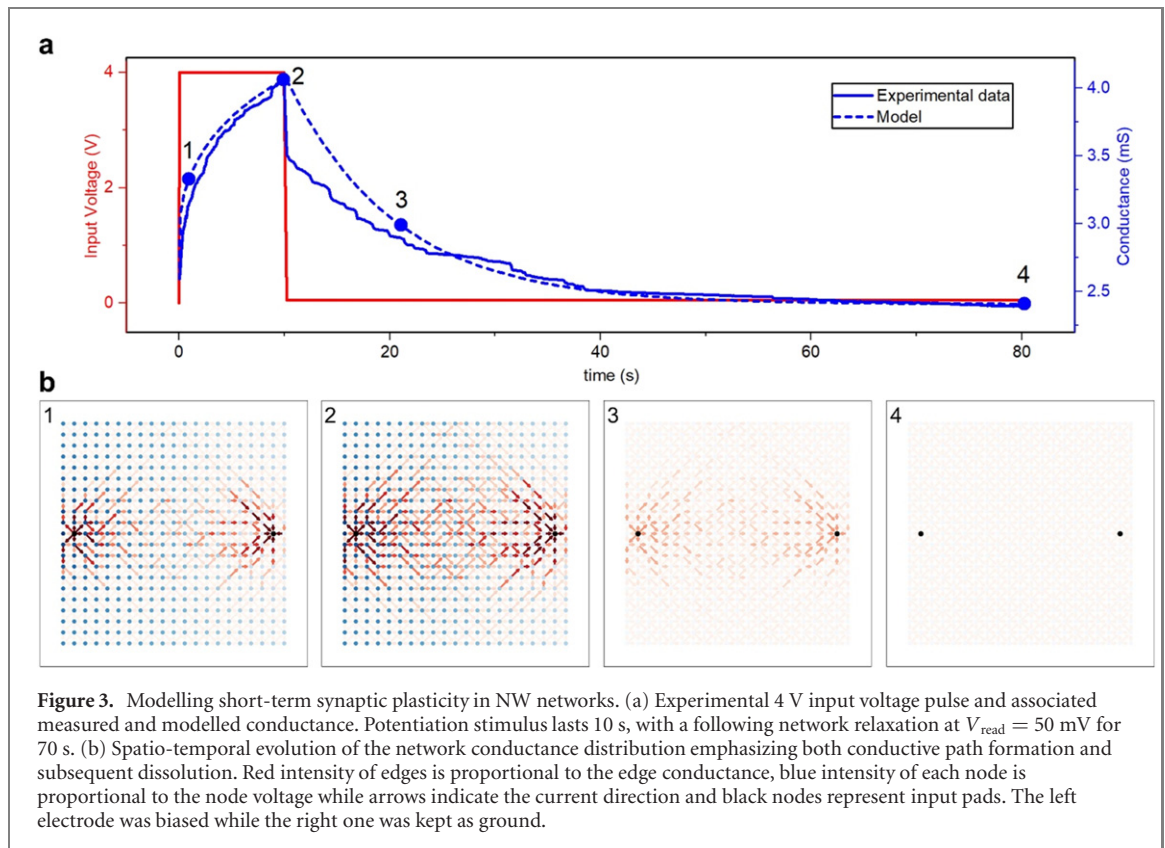 a
4
2
0
Input Voltage (V)
1
2
3
4
Experimental data
Model
4.0
3.5
3.0
2.5
Conductance (mS)
0
20
40
60
80
time (s)
b
1
2
3
4
Figure 3. Modelling short-term synaptic plasticity in NW networks. (a) Experimental 4 V input voltage pulse and associated
measured and modelled conductance. Potentiation stimulus lasts 10 s, with a following network relaxation at Vread = 50 mV for
70 s. (b) Spatio-temporal evolution of the network conductance distribution emphasizing both conductive path formation and
subsequent dissolution. Red intensity of edges is proportional to the edge conductance, blue intensity of each node is
proportional to the node voltage while arrows indicate the current direction and black nodes represent input pads. The left
electrode was biased while the right one was kept as ground.